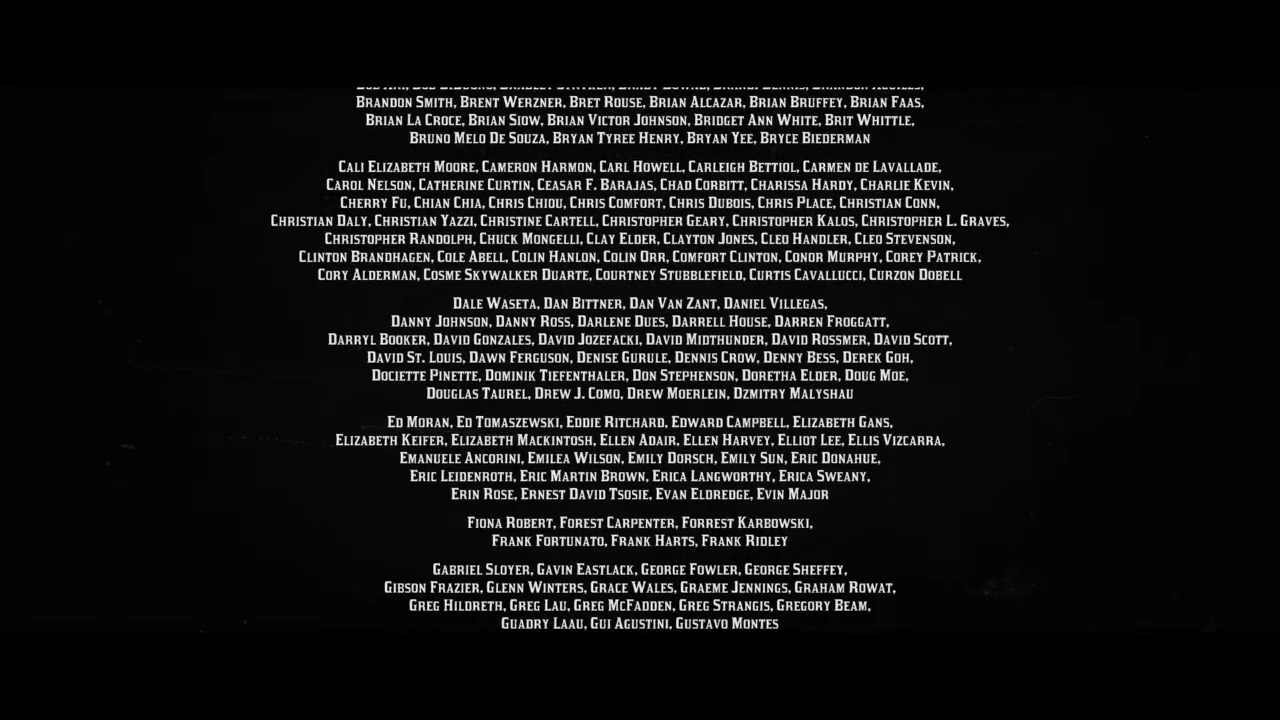 Brandon Smith, Brent Werzner, Bret Rouse, Brian Alcazar, Brian Bruffey, Brian Faas,
Brian La Croce, Brian Siow, Brian Victor Johnson, Bridget Ann White, Brit Whittle,
Bruno Melo De Souza, Bryan Tyree Henry, Bryan Yee, Bryce Biederman
Cali Elizabeth Moore, Cameron Harmon, Carl Howell, Carleigh Bettiol, Carmen de Lavallade,
Carol Nelson, Catherine Curtin, Ceasar F. Barajas, Chad Corbitt, Charissa Hardy, Charlie Kevin,
Cherry Fu, Chian Chia, Chris Chiou, Chris Comfort, Chris Dubois, Chris Place, Christian Conn,
Christian Daly, Christian Yazzi, Christine Cartell, Christopher Geary, Christopher Kalos, Christopher L. Graves,
Christopher Randolph, Chuck Mongelli, Clay Elder, Clayton Jones, Cleo Handler, Cleo Stevenson,
Clinton Brandhagen, Cole Abell, Colin Hanlon, Colin Orr, Comfort Clinton, Conor Murphy, Corey Patrick,
Cory Alderman, Cosme Skywalker Duarte, Courtney Stubblefield, Curtis Cavallucci, Curzon Dobell
Dale Waseta, Dan Bittner, Dan Van Zant, Daniel Villegas,
Danny Johnson, Danny Ross, Darlene Dues, Darrell House, Darren Froggatt,
Darryl Booker, David Gonzales, David Jozefacki, David Midthunder, David Rossmer, David Scott,
David St. Louis, Dawn Ferguson, Denise Gurule, Dennis Crow, Denny Bess, Derek Goh,
Dociette Pinette, Dominik Tiefenthaler, Don Stephenson, Doretha Elder, Doug Moe,
Douglas Taurel, Drew J. Como, Drew Moerlein, Dzmitry Malyshau
Ed Moran, Ed Tomaszewski, Eddie Ritchard, Edward Campbell, Elizabeth Gans,
Elizabeth Keifer, Elizabeth Mackintosh, Ellen Adair, Ellen Harvey, Elliot Lee, Ellis Vizcarra,
Emanuele Ancorini, Emilea Wilson, Emily Dorsch, Emily Sun, Eric Donahue,
Eric Leidenroth, Eric Martin Brown, Erica Langworthy, Erica Sweany,
Erin Rose, Ernest David Tsosie, Evan Eldredge, Evin Major
Fiona Robert, Forest Carpenter, Forrest Karbowski,
Frank Fortunato, Frank Harts, Frank Ridley
Gabriel Sloyer, Gavin Eastlack, George Fowler, George Sheffey,
Gibson Frazier, Glenn Winters, Grace Wales, Graeme Jennings, Graham Rowat,
Greg Hildreth, Greg Lau, Greg McFadden, Greg Strangis, Gregory Beam,
Guadry Laau, Gui Agustini, Gustavo Montes